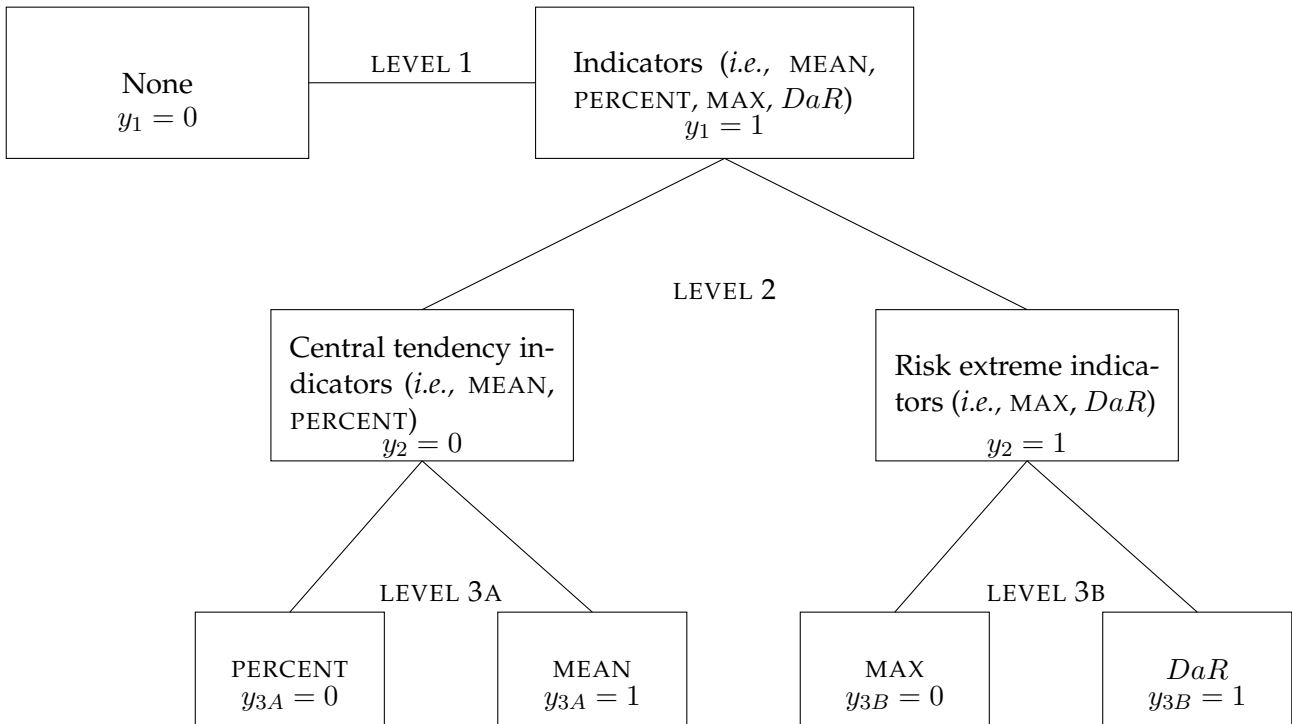 None
y₁ = 0
LEVEL 1
Indicators (i.e., MEAN,
PERCENT, MAX, DaR)
y₁ = 1
LEVEL 2
Central tendency in-
dicators (i.e., MEAN,
PERCENT)
y₂ = 0
Risk extreme indica-
tors (i.e., MAX, DaR)
y₂ = 1
LEVEL 3A
LEVEL 3B
PERCENT
y₃A = 0
MEAN
y₃A = 1
MAX
y₃B = 0
DaR
y₃B = 1